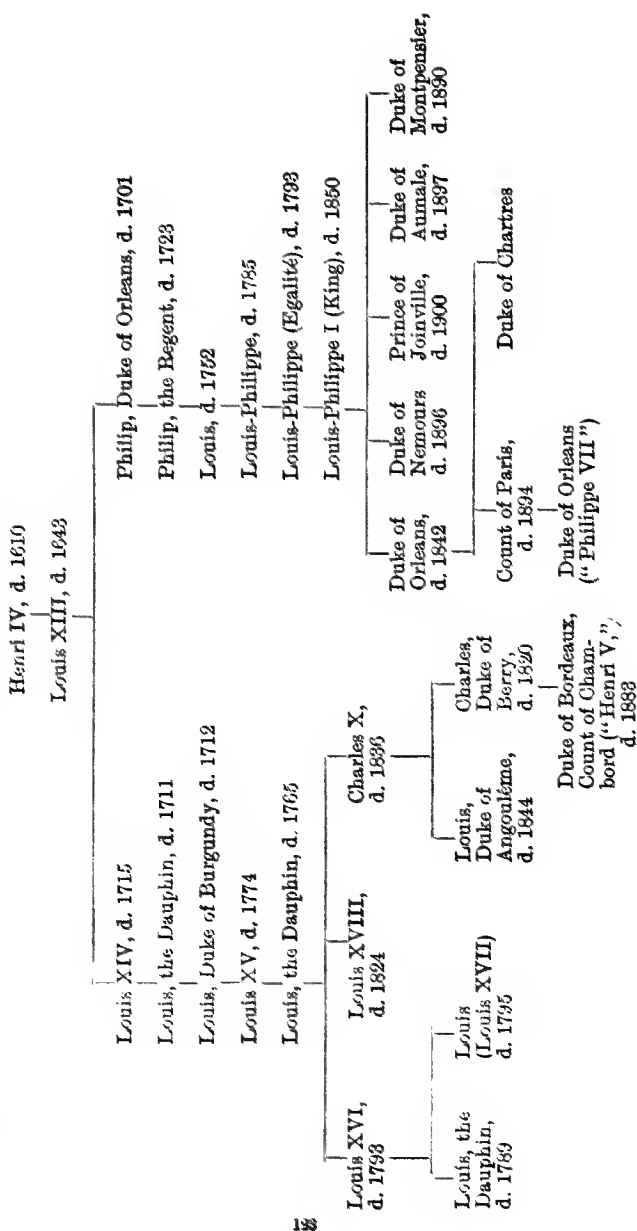 Henri IV, d. 1610
Louis XIII, d. 1643
Louis XIV, d. 1715
Louis, the Dauphin, d. 1711
Louis, Duke of Burgundy, d. 1712
Louis XV, d. 1774
Louis, the Dauphin, d. 1765
Louis XVI,
d. 1793
Louis XVIII,
d. 1824
Charles X,
d. 1836
Louis, the
Dauphin,
d. 1789
Louis
(Louis XVII)
d. 1795
Louis,
Duke of
Angoulême,
d. 1844
Charles,
Duke of
Berry,
d. 1820
Duke of Bordeaux,
Count of Cham-
bord ("Henri V,")
d. 1883
Philip, Duke of Orleans, d. 1701
Philip, the Regent, d. 1723
Louis, d. 1752
Louis-Philippe, d. 1785
Louis-Philippe (Egalité), d. 1793
Louis-Philippe I (King), d. 1850
Duke of
Orleans,
d. 1842
Duke of
Nemours
d. 1896
Prince of
Joinville,
d. 1900
Duke of
Aumale,
d. 1897
Duke of
Montpensier,
d. 1890
Count of Paris,
d. 1894
Duke of Chartres
Duke of Orleans
("Philippe VII")